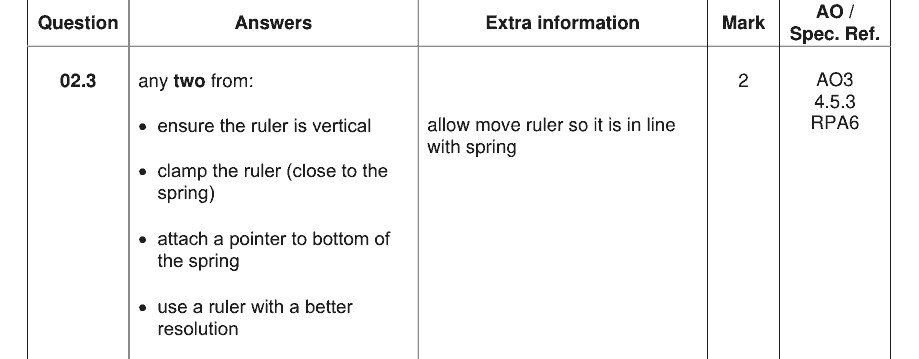 Question Answers Extra information Mark AO /
Spec. Ref.
02.3 any two from: 2 AO3
4.5.3
• ensure the ruler is vertical allow move ruler so it is in line RPA6
with spring
• clamp the ruler (close to the
spring)
• attach a pointer to bottom of
the spring
• use a ruler with a better
resolution